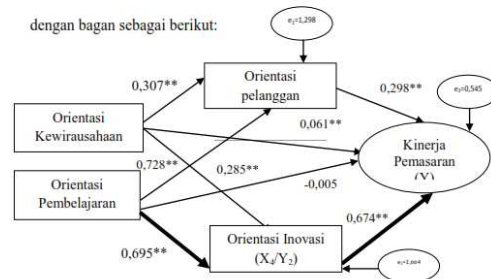 dengan bagan sebagai berikut:
e₂=1,298
Orientasi
pelanggan
0,307**
0,298**
e₃=0,545
Orientasi
Kewirausahaan
0,061**
Kinerja
Pemasaran
(Y)
0,728**
0,285**
-0,005
Orientasi
Pembelajaran
0,674**
0,695**
Orientasi Inovasi
(X₄/Y₂)